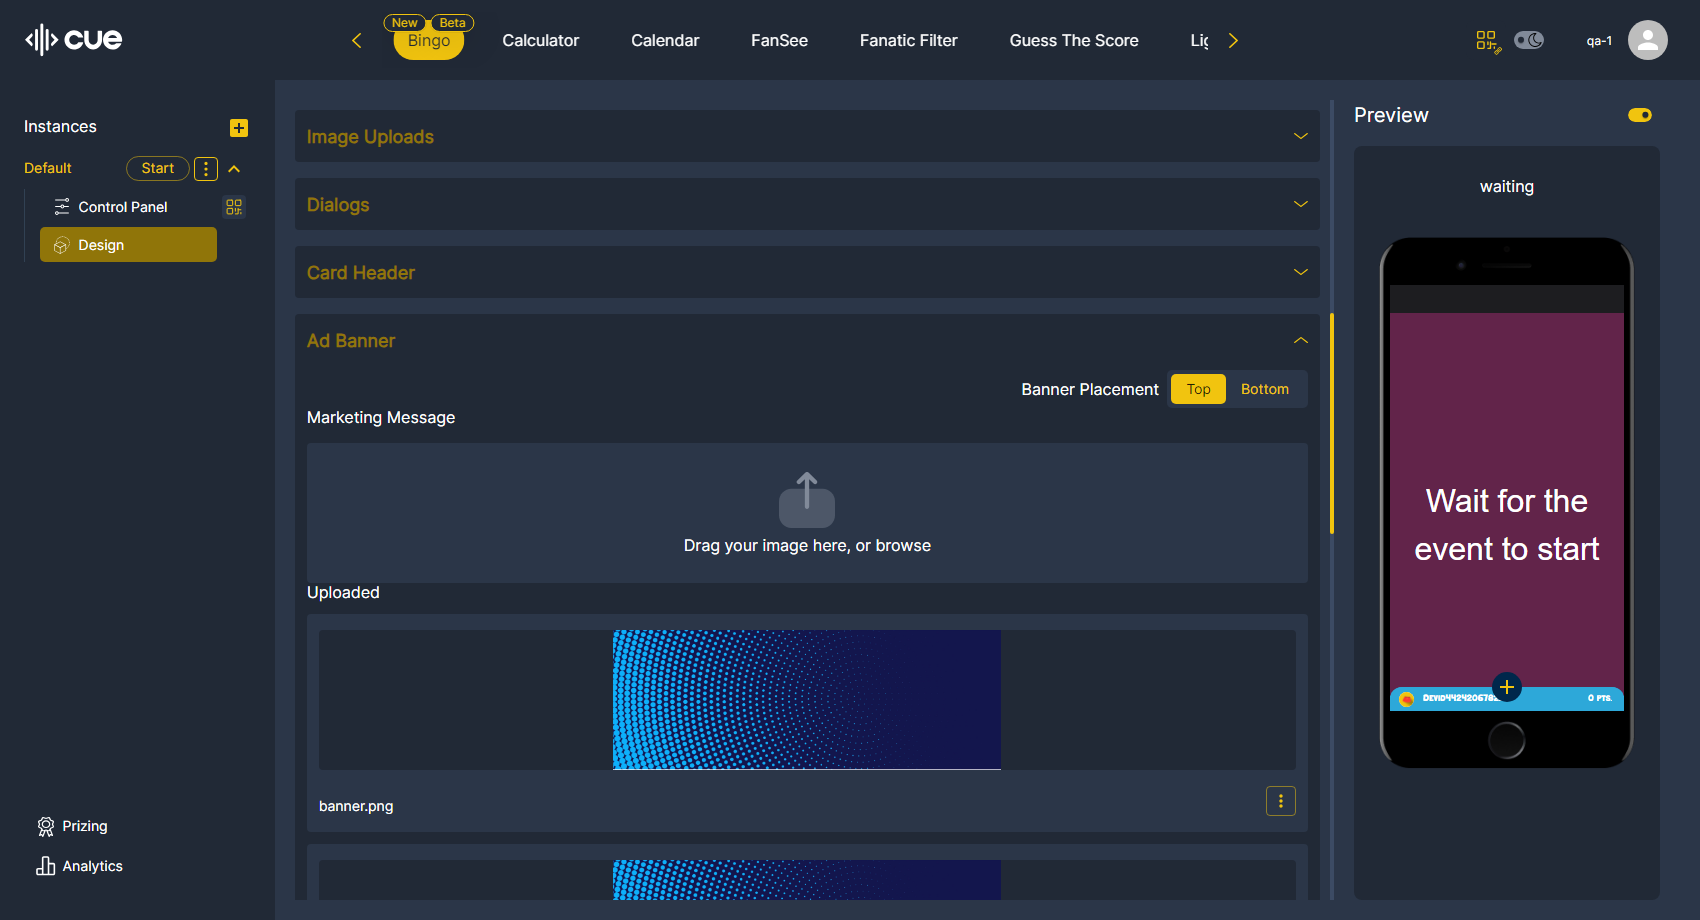 cue
New Beta
Bingo
Calculator
Calendar
FanSee
Fanatic Filter
Guess The Score
qa-1
Instances
Default
Start
Control Panel
Design
Prizing
Analytics
Image Uploads
Dialogs
Card Header
Ad Banner
Banner Placement
Top
Bottom
Marketing Message
Drag your image here, or browse
Uploaded
banner.png
Preview
waiting
Wait for the
event to start
0 PTS.